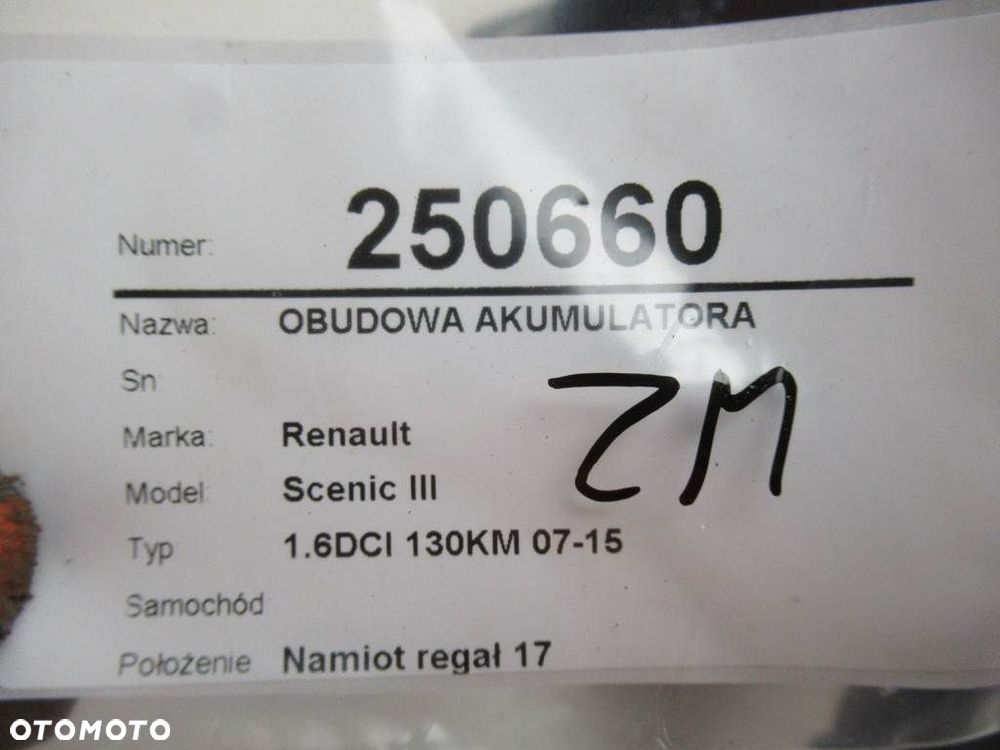 Numer: 250660
Nazwa: OBUDOWA AKUMULATORA
Sn
ZM
Marka: Renault
Model: Scenic III
Typ 1.6DCI 130KM 07-15
Samochód
Położenie Namiot regał 17
OTOMOTO